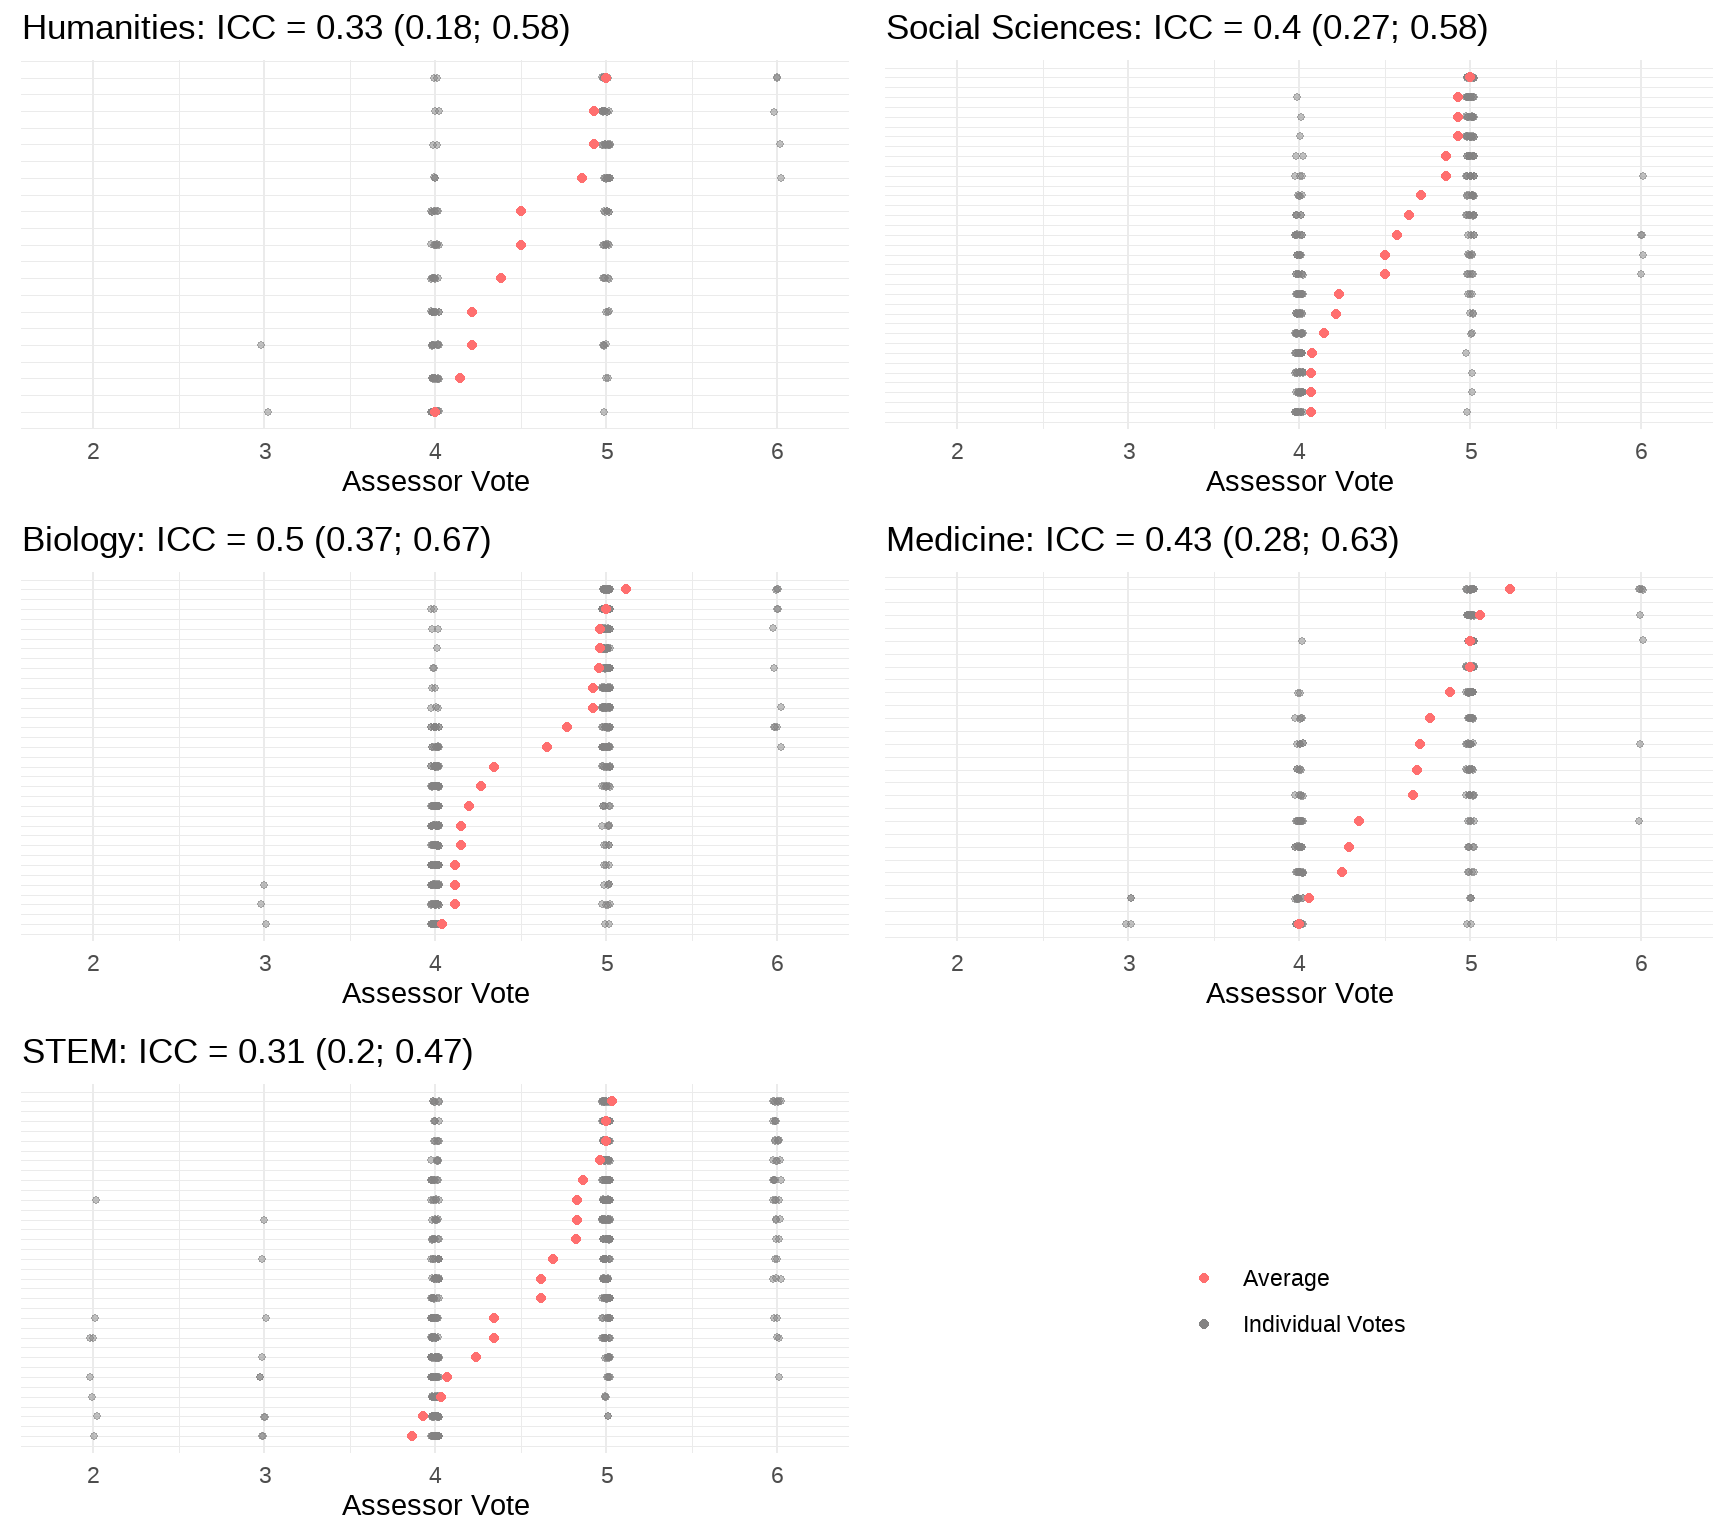 Humanities: ICC = 0.33 (0.18; 0.58)
2 3 4 5 6
Assessor Vote
Social Sciences: ICC = 0.4 (0.27; 0.58)
2 3 4 5 6
Assessor Vote
Biology: ICC = 0.5 (0.37; 0.67)
2 3 4 5 6
Assessor Vote
Medicine: ICC = 0.43 (0.28; 0.63)
2 3 4 5 6
Assessor Vote
STEM: ICC = 0.31 (0.2; 0.47)
2 3 4 5 6
Assessor Vote
Average
Individual Votes